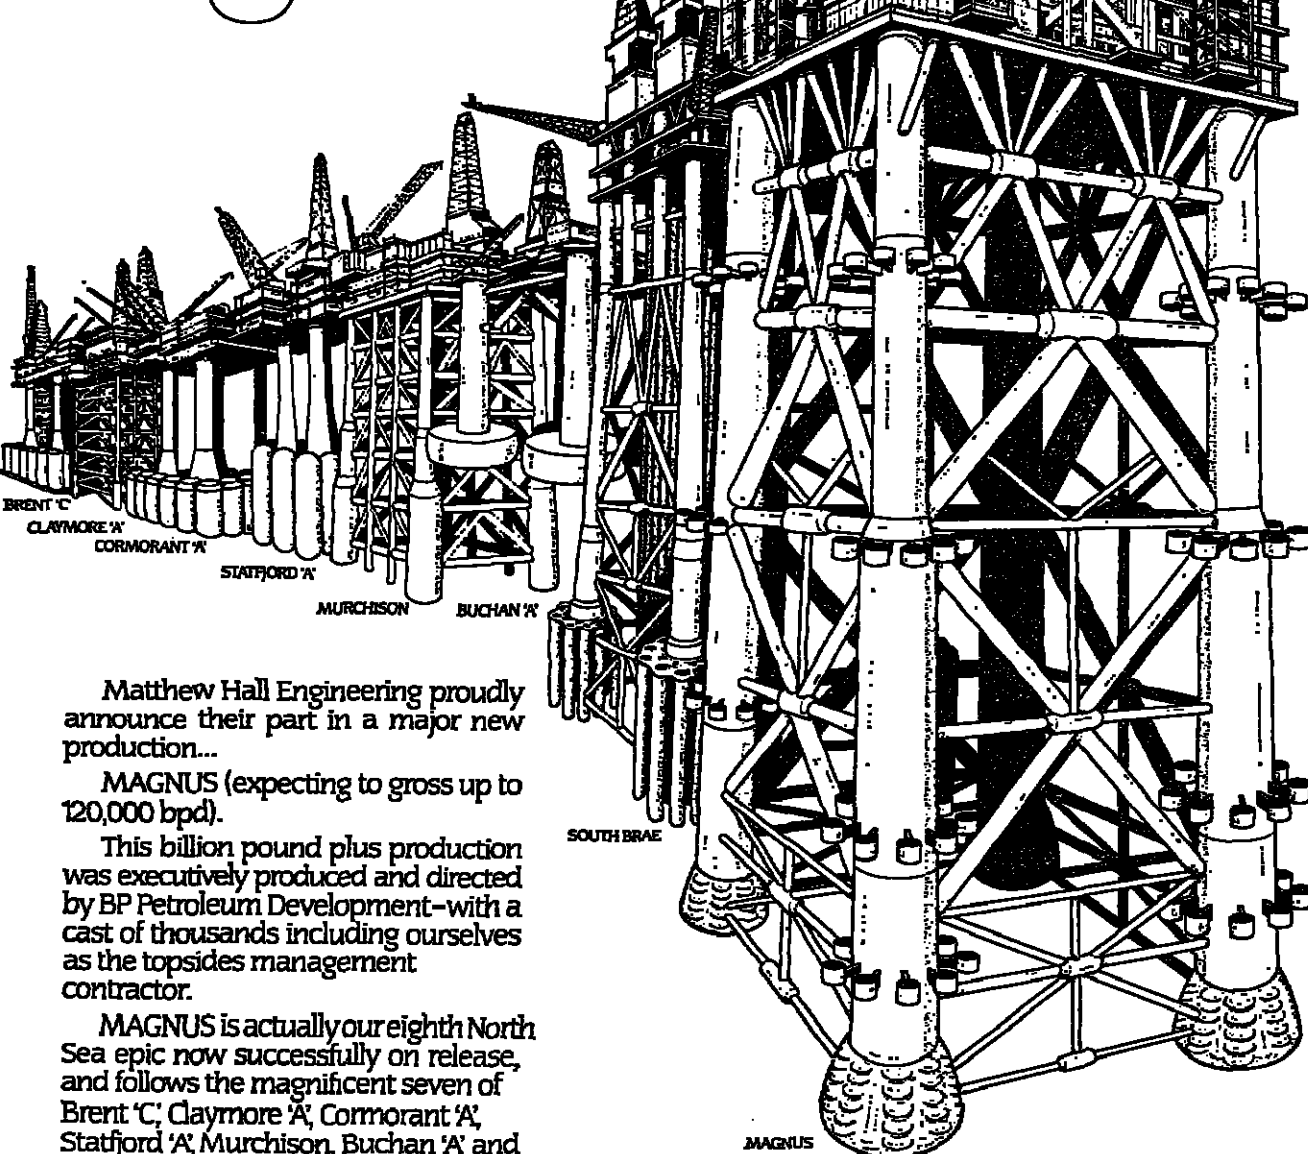 BRENT 'C'
CLAYMORE 'A'
CORMORANT 'A'
STATFJORD 'A'
MURCHISON
BUCHAN 'A'
SOUTH BRAE
MAGNUS
Matthew Hall Engineering proudly
announce their part in a major new
production...
MAGNUS (expecting to gross up to
120,000 bpd).
This billion pound plus production
was executively produced and directed
by BP Petroleum Development-with a
cast of thousands including ourselves
as the topsides management
contractor.
MAGNUS is actually our eighth North
Sea epic now successfully on release,
and follows the magnificent seven of
Brent 'C', Claymore 'A', Cormorant 'A',
Statfjord 'A', Murchison, Buchan 'A' and